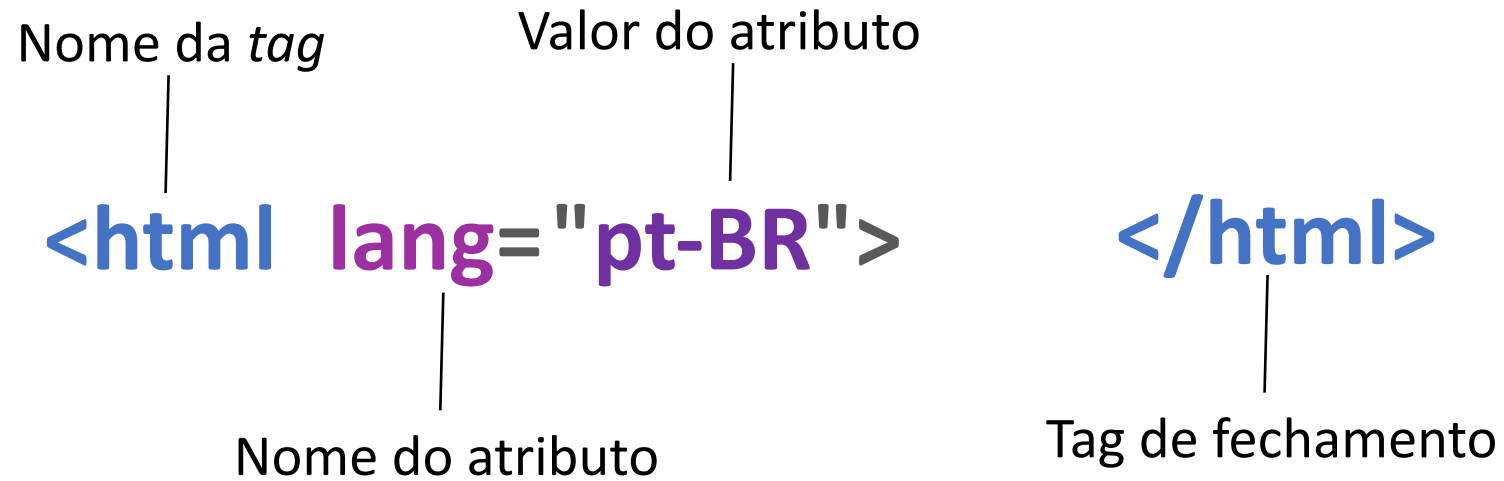 Nome da tag
Valor do atributo
<html lang="pt-BR">
</html>
Nome do atributo
Tag de fechamento